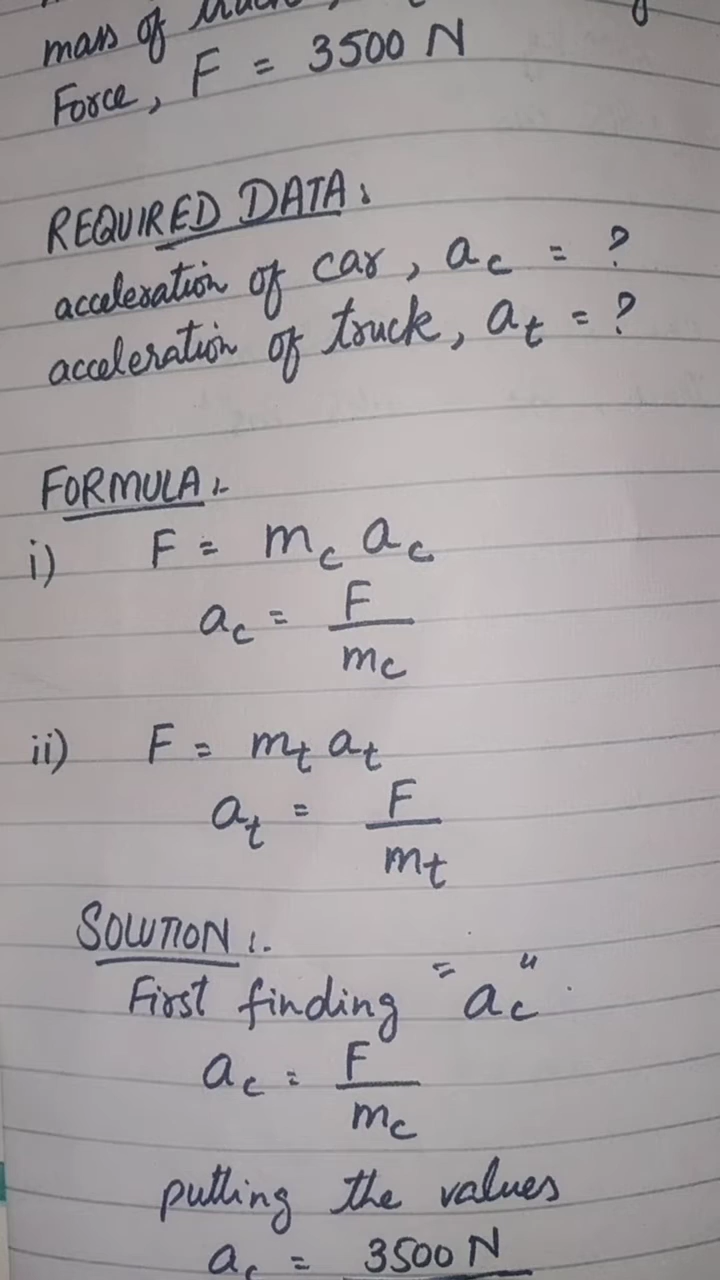 mass of truck,
Force, F = 3500 N
REQUIRED DATA:
acceleration of car, ac = ?
acceleration of truck, at = ?
FORMULA:-
i) F = mc ac
ac = F
mc
ii) F = mt at
at = F
mt
SOLUTION:-
First finding "ac"
ac = F
mc
putting the values
ac = 3500 N